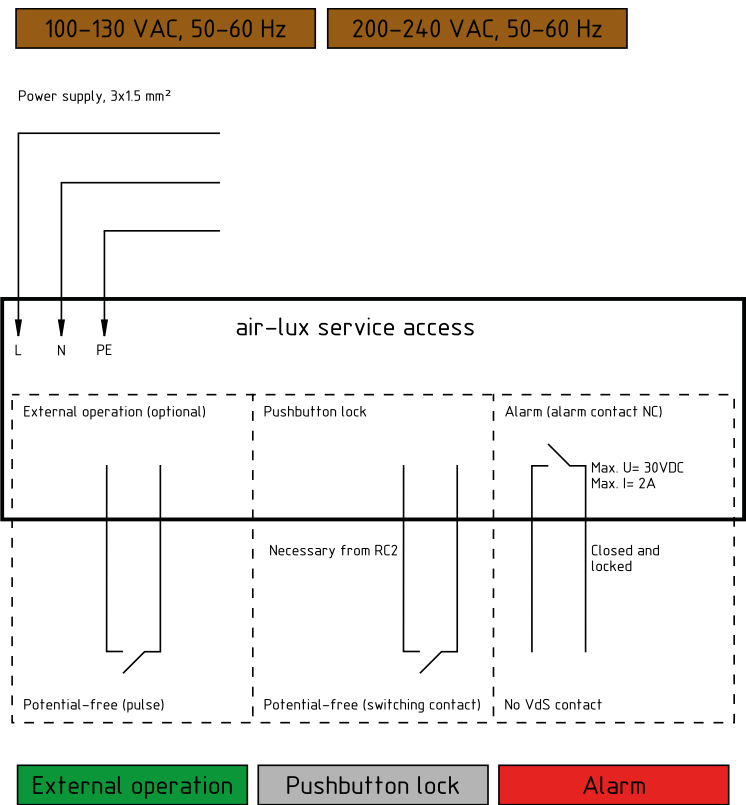 100-130 VAC, 50-60 Hz
200-240 VAC, 50-60 Hz
Power supply, 3x1.5 mm²
air-lux service access
L
N
PE
External operation (optional)
Pushbutton lock
Alarm (alarm contact NC)
Max. U= 30VDC
Max. I= 2A
Necessary from RC2
Closed and
locked
Potential-free (pulse)
Potential-free (switching contact)
No VdS contact
External operation
Pushbutton lock
Alarm